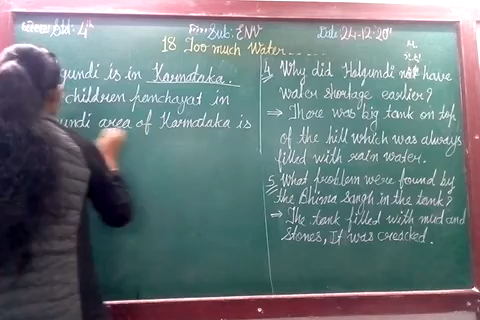 Std: 4th Sub: ENV Date 24-12:20
18 Too much Water
gundi is in Karnataka.
children panchayat in
undi area of Karnataka is
4 Why did Holgundi not have
water shortage earlier?
⇒ There was big tank on top
of the hill which was always
filled with rain water.
5. What problem were found by
the Bhima Sangh in the tank?
⇒ The tank filled with mud and
stones, It was creacked.